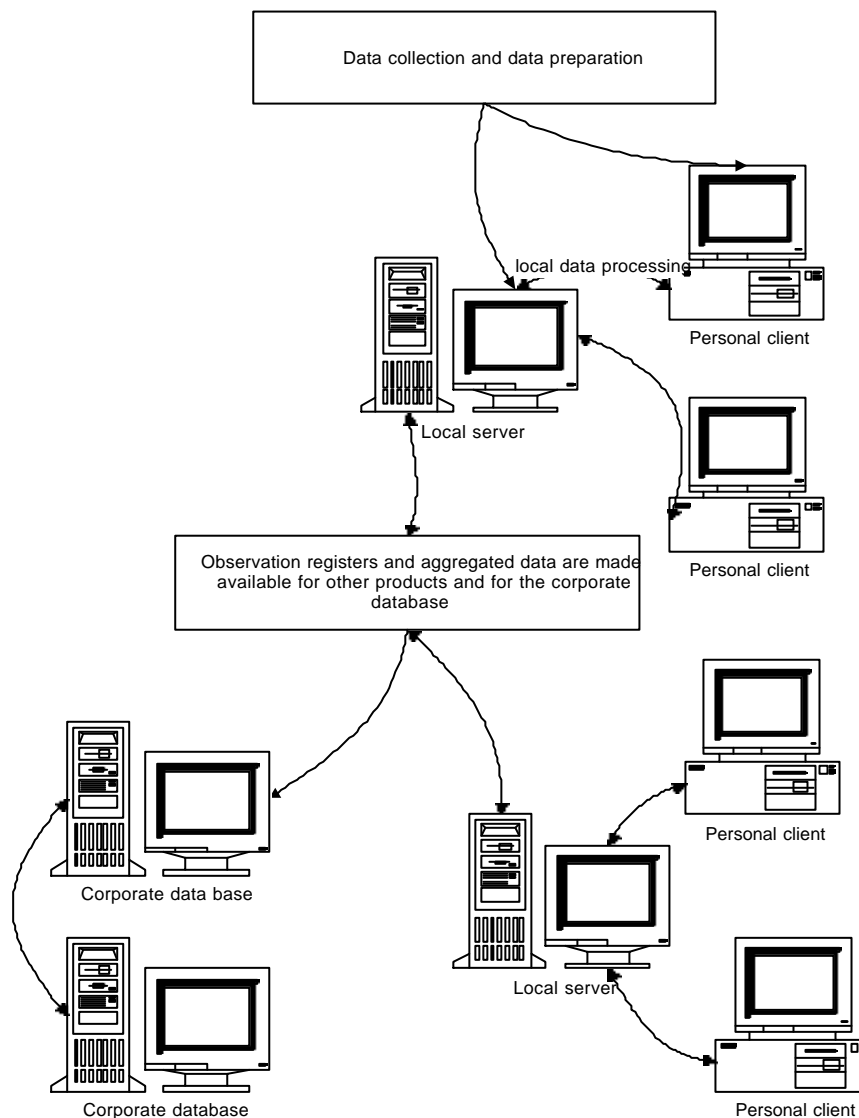 Data collection and data preparation
local data processing
Personal client
Local server
Observation registers and aggregated data are made
available for other products and for the corporate
database
Personal client
Personal client
Corporate data base
Local server
Corporate database
Personal client